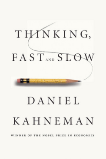 THINKING,
FAST AND SLOW
DANIEL
KAHNEMAN
WINNER OF THE NOBEL PRIZE IN ECONOMICS